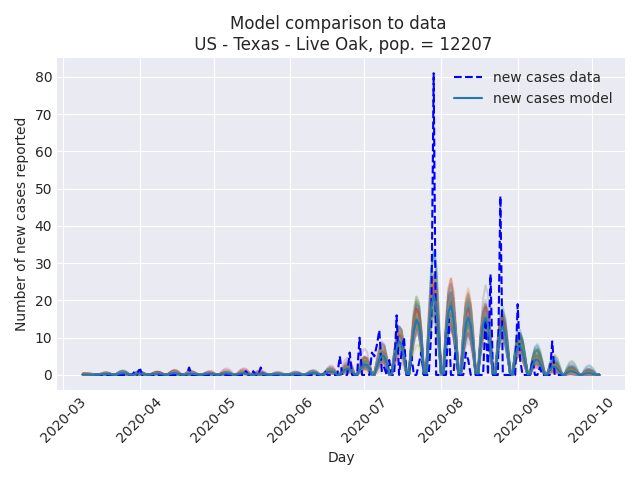 Model comparison to data
US - Texas - Live Oak, pop. = 12207
new cases data
new cases model
Number of new cases reported
80
70
60
50
40
30
20
10
0
2020-03
2020-04
2020-05
2020-06
2020-07
2020-08
2020-09
2020-10
Day